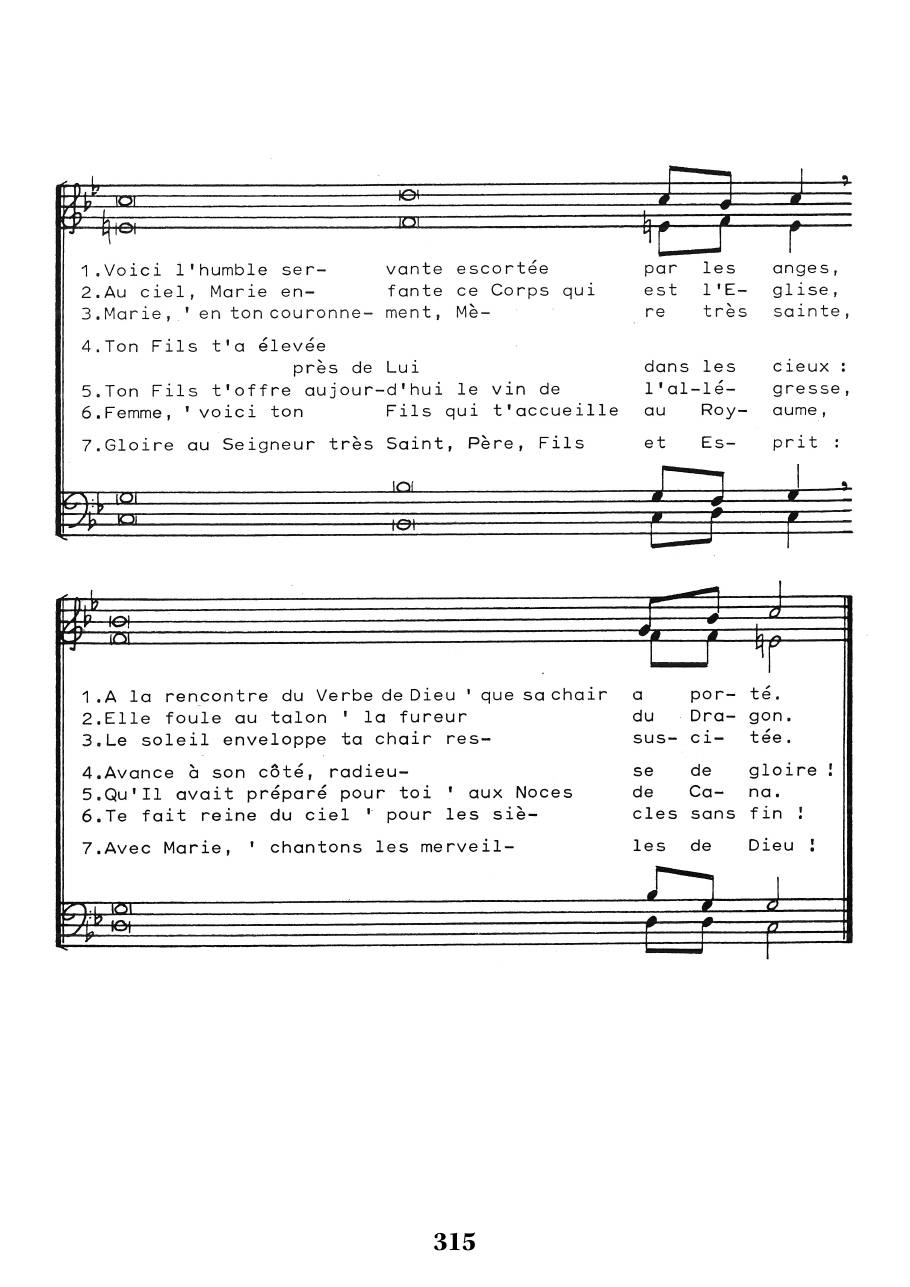 1.Voici l'humble ser- vante escortée par les anges,
2.Au ciel, Marie en- fante ce Corps qui est l'E- glise,
3.Marie, ' en ton couronne- ment, Mè- re très sainte,
4.Ton Fils t'a élevée
près de Lui dans les cieux :
5.Ton Fils t'offre aujour-d'hui le vin de l'al-lé- gresse,
6.Femme, ' voici ton Fils qui t'accueille au Roy- aume,
7.Gloire au Seigneur très Saint, Père, Fils et Es- prit :
1.A la rencontre du Verbe de Dieu ' que sa chair a por- té.
2.Elle foule au talon ' la fureur du Dra- gon.
3.Le soleil enveloppe ta chair res- sus- ci- tée.
4.Avance à son côté, radieu- se de gloire !
5.Qu'Il avait préparé pour toi ' aux Noces de Ca- na.
6.Te fait reine du ciel ' pour les siè- cles sans fin !
7.Avec Marie, ' chantons les merveil- les de Dieu !
315